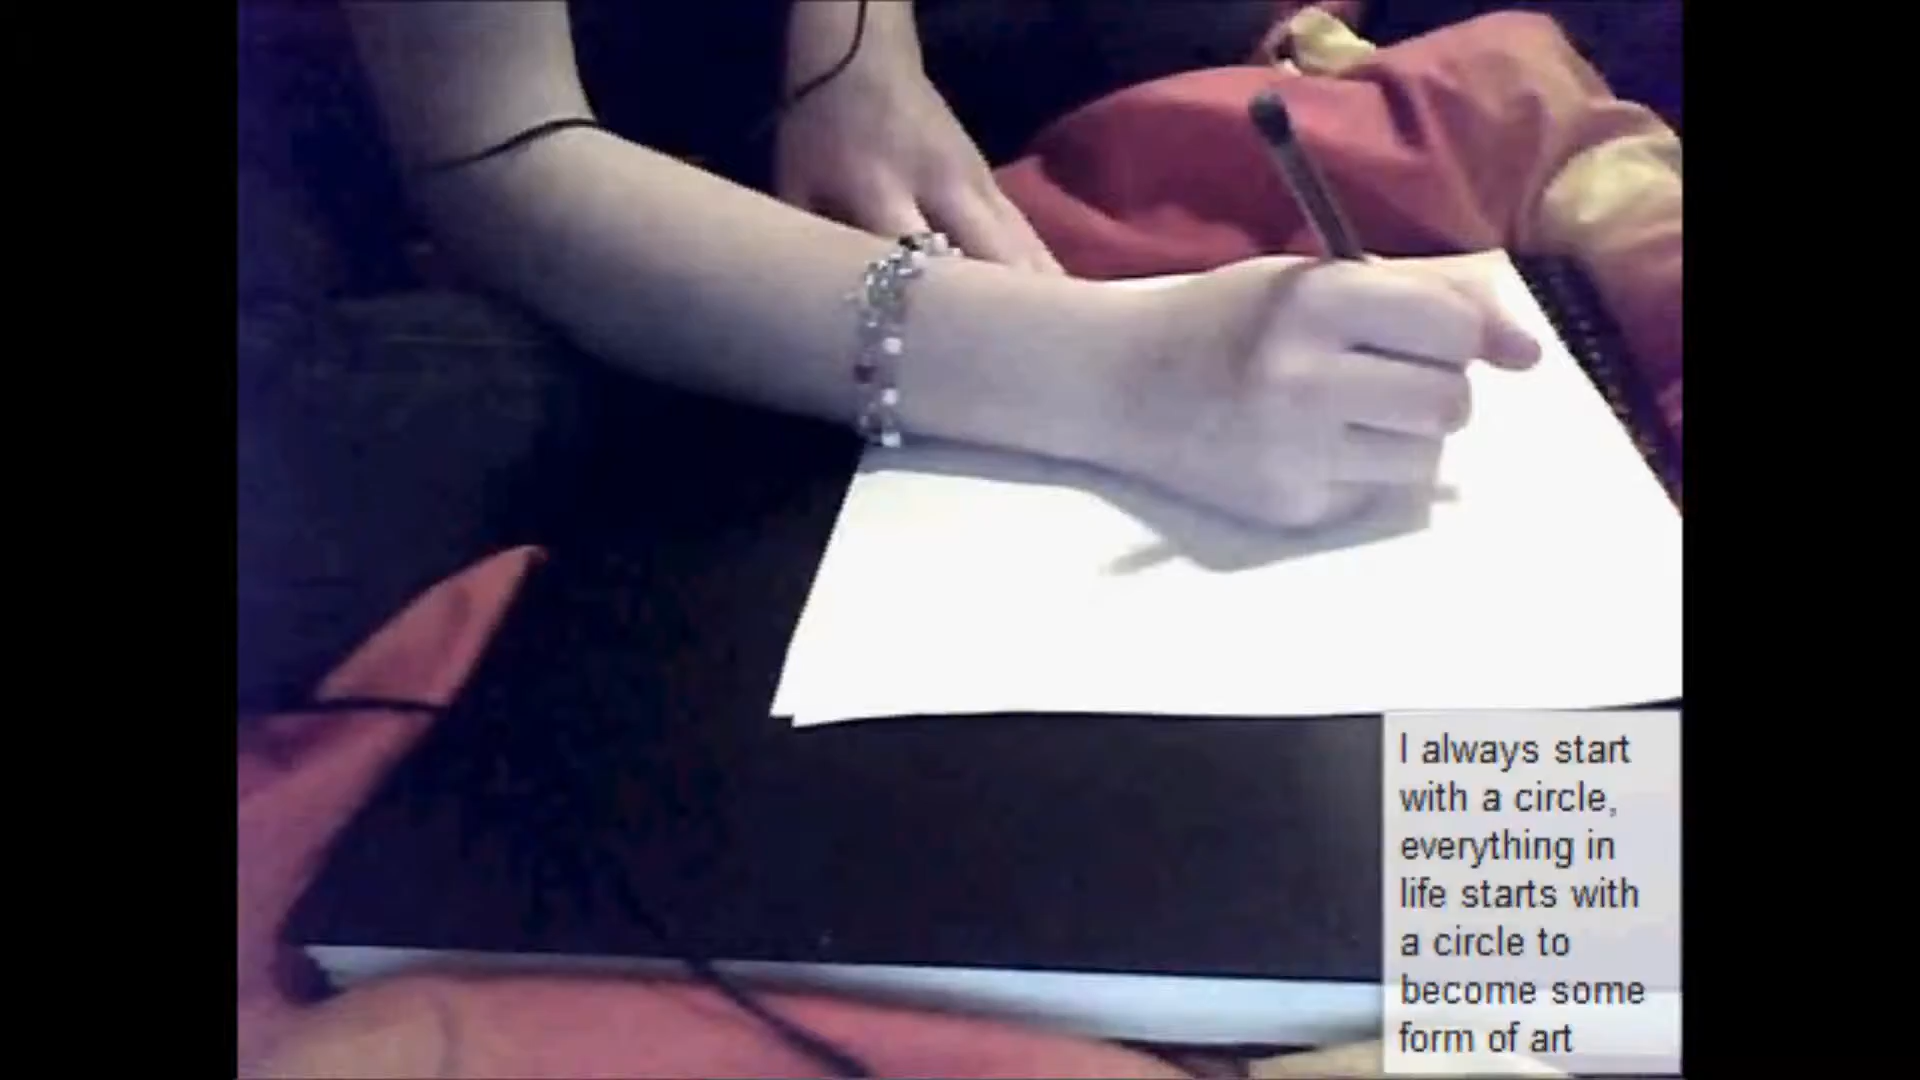 I always start
with a circle,
everything in
life starts with
a circle to
become some
form of art